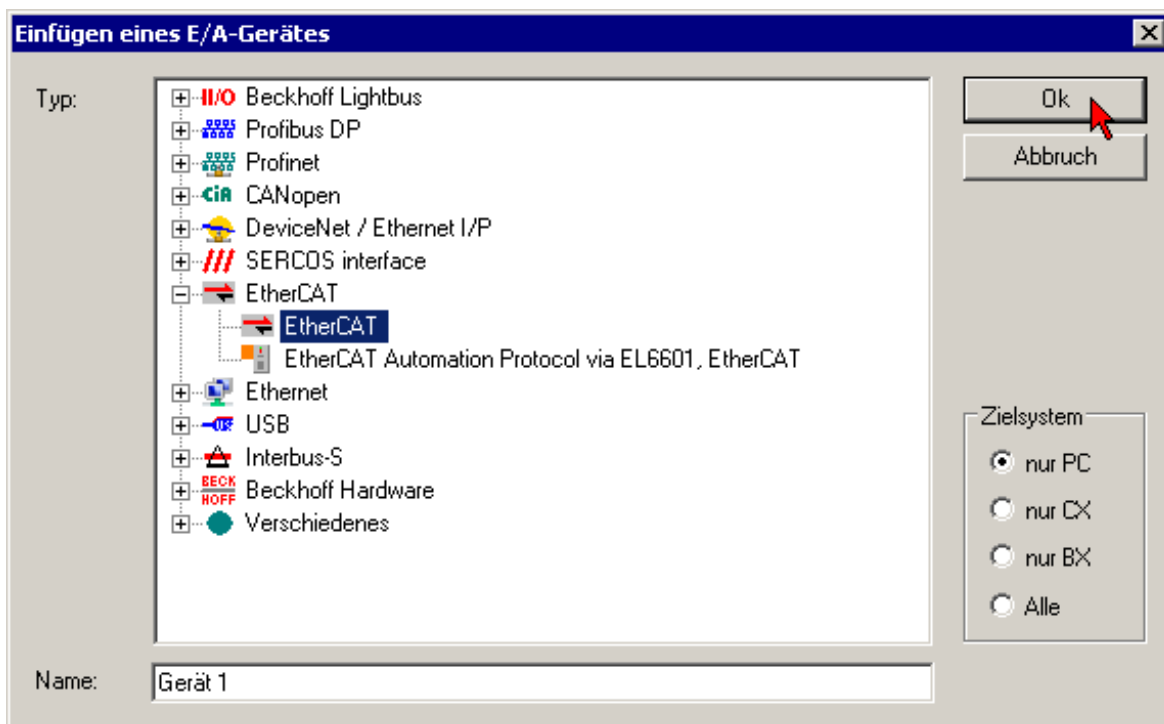 Einfügen eines E/A-Gerätes
Typ:
II/O Beckhoff Lightbus
Profibus DP
Profinet
CiA CANopen
DeviceNet / Ethernet I/P
SERCOS interface
EtherCAT
EtherCAT
EtherCAT Automation Protocol via EL6601, EtherCAT
Ethernet
USB
Interbus-S
BECK
HOFF
Beckhoff Hardware
Verschiedenes
Ok
Abbruch
Zielsystem
nur PC
nur CX
nur BX
Alle
Name:
Gerät 1